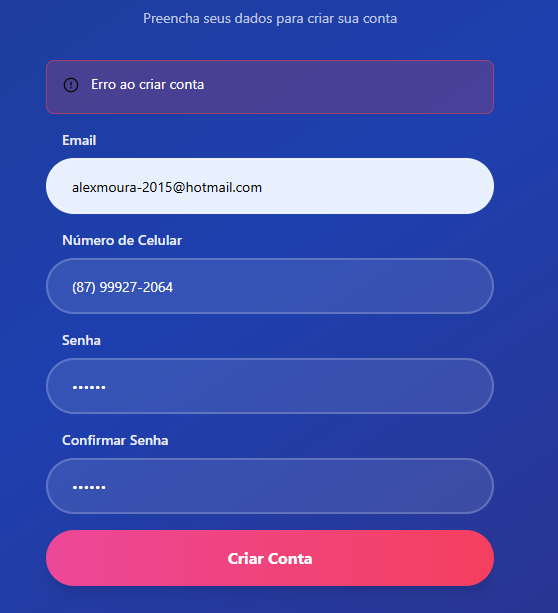 Preencha seus dados para criar sua conta
Erro ao criar conta
Email
alexmoura-2015@hotmail.com
Número de Celular
(87) 99927-2064
Senha
••••••
Confirmar Senha
••••••
Criar Conta